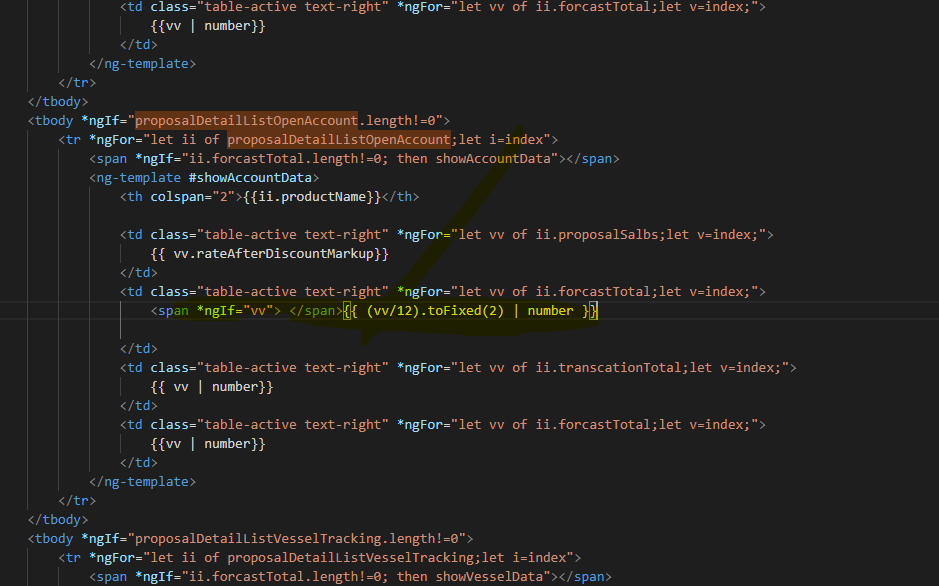 <td class="table-active text-right" *ngFor="let vv of ii.forcastTotal;let v=index;">
{{vv | number}}
</td>
</ng-template>
</tr>
</tbody>
<tbody *ngIf="proposalDetailListOpenAccount.length!=0">
<tr *ngFor="let ii of proposalDetailListOpenAccount;let i=index">
<span *ngIf="ii.forcastTotal.length!=0; then showAccountData"></span>
<ng-template #showAccountData>
<th colspan="2">{{ii.productName}}</th>
<td class="table-active text-right" *ngFor="let vv of ii.proposalSalbs;let v=index;">
{{ vv.rateAfterDiscountMarkup}}
</td>
<td class="table-active text-right" *ngFor="let vv of ii.forcastTotal;let v=index;">
<span *ngIf="vv"> </span>{{ (vv/12).toFixed(2) | number }}
</td>
<td class="table-active text-right" *ngFor="let vv of ii.transcationTotal;let v=index;">
{{ vv | number}}
</td>
<td class="table-active text-right" *ngFor="let vv of ii.forcastTotal;let v=index;">
{{vv | number}}
</td>
</ng-template>
</tr>
</tbody>
<tbody *ngIf="proposalDetailListVesselTracking.length!=0">
<tr *ngFor="let ii of proposalDetailListVesselTracking;let i=index">
<span *ngIf="ii.forcastTotal.length!=0; then showVesselData"></span>